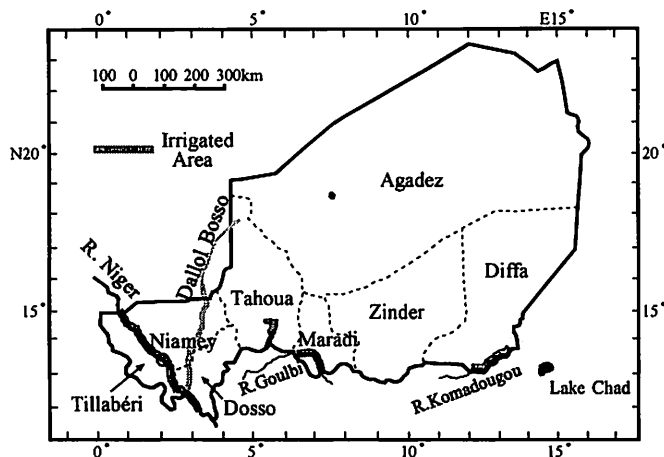 0° 5° 10° E15°
100 0 100 200 300km
Irrigated
Area
N20° 20°
Agadez
Dallol Bosso
R. Niger
Diffa
Tahoua
Zinder
15° 15°
Niamey
Maradi
R.Goulbi
R.Komadougou
Lake Chad
Tillabéri
Dosso
0° 5° 10° 15°